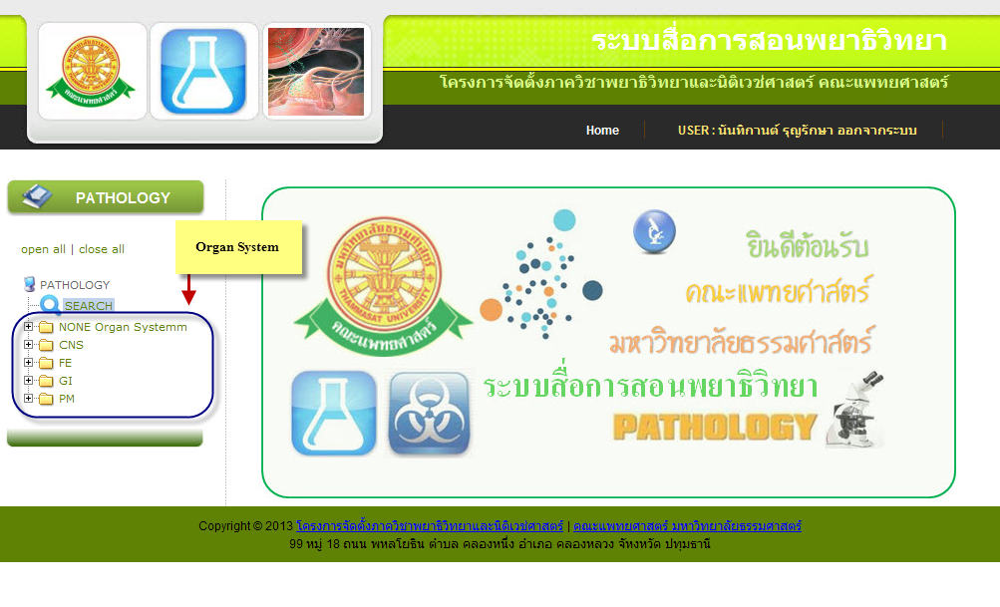 ระบบสื่อการสอนพยาธิวิทยา
โครงการจัดตั้งภาควิชาพยาธิวิทยาและนิติเวชศาสตร์ คณะแพทยศาสตร์
Home
USER : นันทิกานต์ รุญรักษา ออกจากระบบ
PATHOLOGY
Organ System
open all | close all
PATHOLOGY
SEARCH
NONE Organ Systemm
CNS
FE
GI
PM
มหาวิทยาลัยธรรมศาสตร์
THAMMASAT UNIVERSITY
คณะแพทยศาสตร์
ยินดีต้อนรับ
คณะแพทยศาสตร์
มหาวิทยาลัยธรรมศาสตร์
ระบบสื่อการสอนพยาธิวิทยา
PATHOLOGY
Copyright © 2013 โครงการจัดตั้งภาควิชาพยาธิวิทยาและนิติเวชศาสตร์ | คณะแพทยศาสตร์ มหาวิทยาลัยธรรมศาสตร์
99 หมู่ 18 ถนน พหลโยธิน ตำบล คลองหนึ่ง อำเภอ คลองหลวง จังหวัด ปทุมธานี